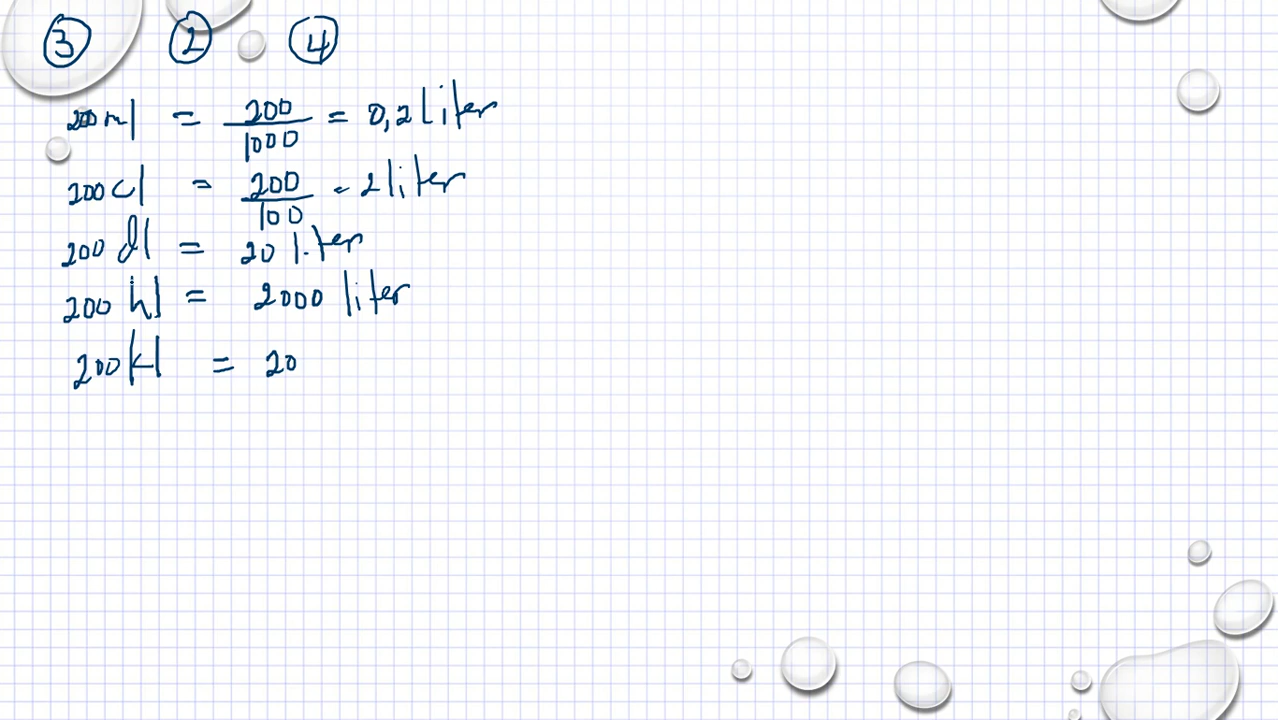 3 2 4
200 ml = 200/1000 = 0,2 liter
200 cl = 200/100 = 2 liter
200 dl = 20 liter
200 hl = 2000 liter
200 kl = 20